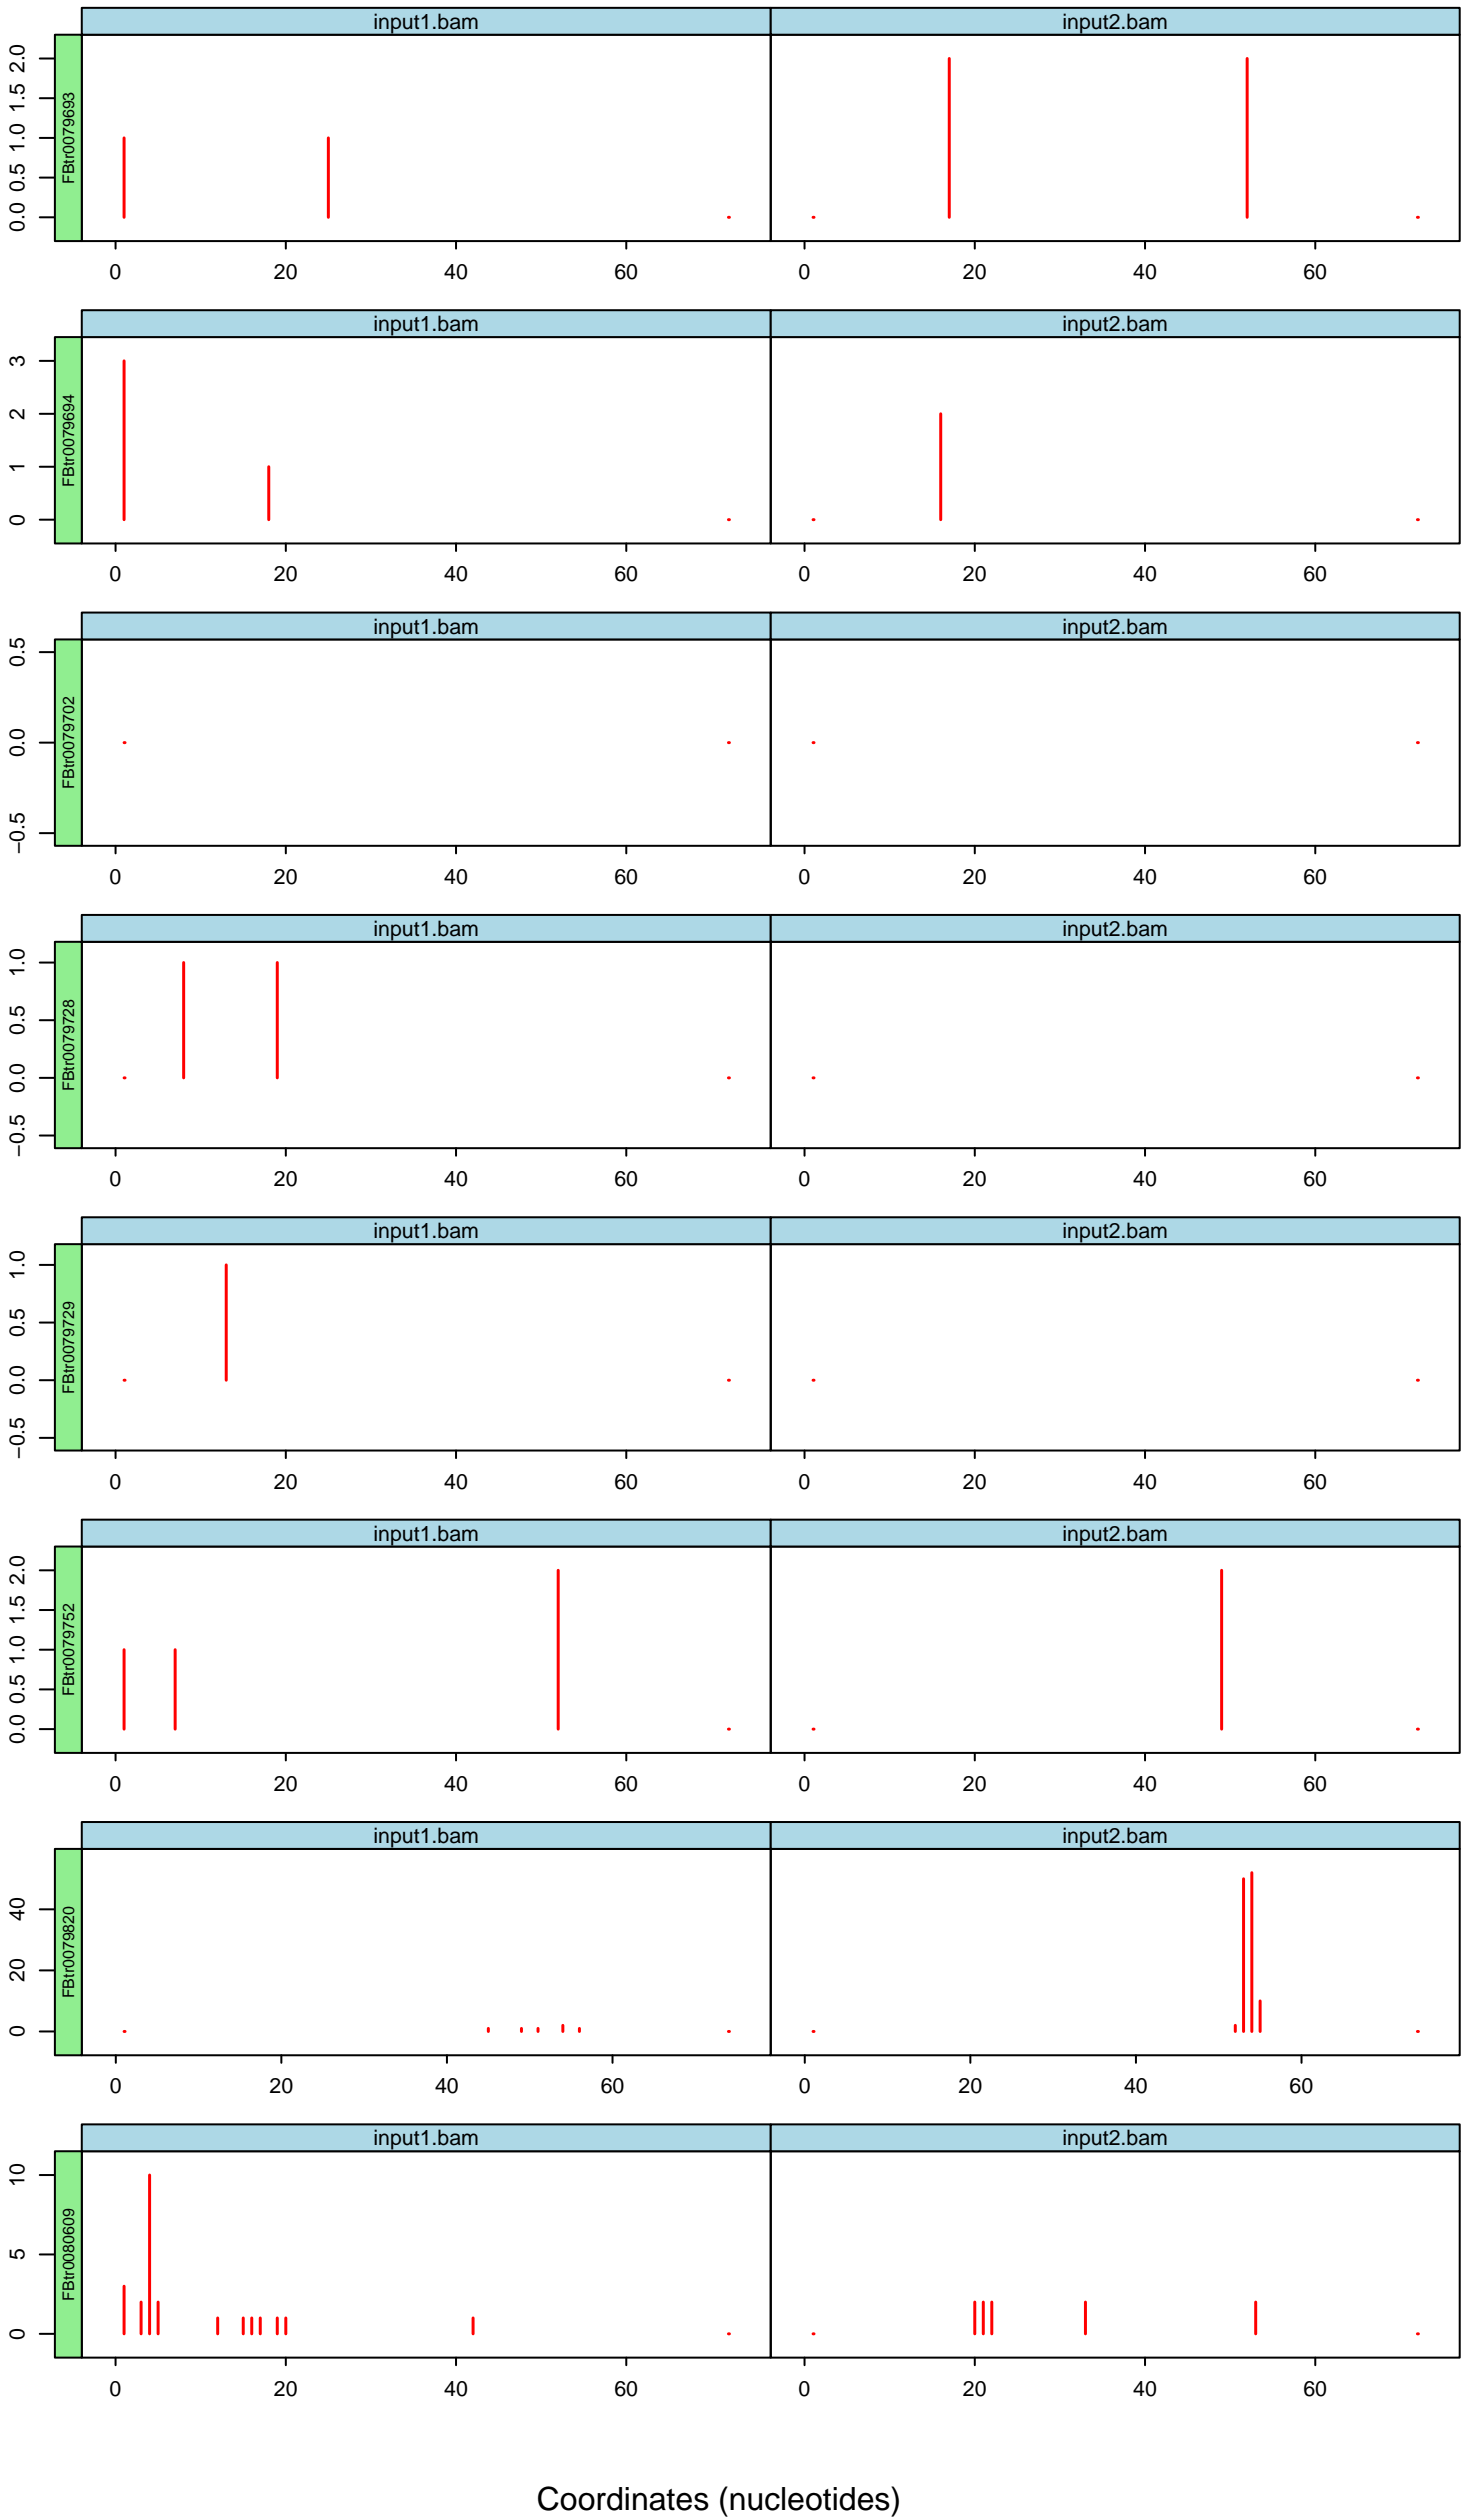 input1.bam input2.bam
FBtr0079693
0.0 0.5 1.0 1.5 2.0
0 20 40 60 0 20 40 60
input1.bam input2.bam
FBtr0079694
0 1 2 3
0 20 40 60 0 20 40 60
input1.bam input2.bam
FBtr0079702
−0.5 0.0 0.5
0 20 40 60 0 20 40 60
input1.bam input2.bam
FBtr0079728
−0.5 0.0 0.5 1.0
0 20 40 60 0 20 40 60
input1.bam input2.bam
FBtr0079729
−0.5 0.0 0.5 1.0
0 20 40 60 0 20 40 60
input1.bam input2.bam
FBtr0079752
0.0 0.5 1.0 1.5 2.0
0 20 40 60 0 20 40 60
input1.bam input2.bam
FBtr0079820
0 20 40
0 20 40 60 0 20 40 60
input1.bam input2.bam
FBtr0080609
0 5 10
0 20 40 60 0 20 40 60
Coordinates (nucleotides)